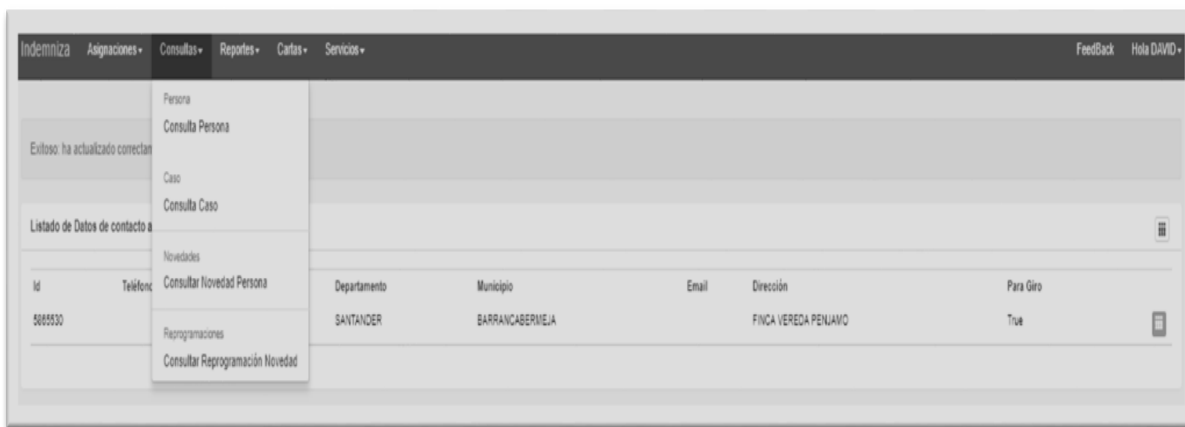 Indemniza Asignaciones Consultas Reportes Cartas Servicios FeedBack Hola DAVID
Persona
Consulta Persona
Exitoso: ha actualizado
Caso
Consulta Caso
Listado de Datos de contacto a
Novedades
Consultar Novedad Persona
Id Teléfono Departamento Municipio Email Dirección Para Giro
5865530 SANTANDER BARRANCABERMEJA FINCA VEREDA PENJAMO True
Reprogramaciones
Consultar Reprogramación Novedad